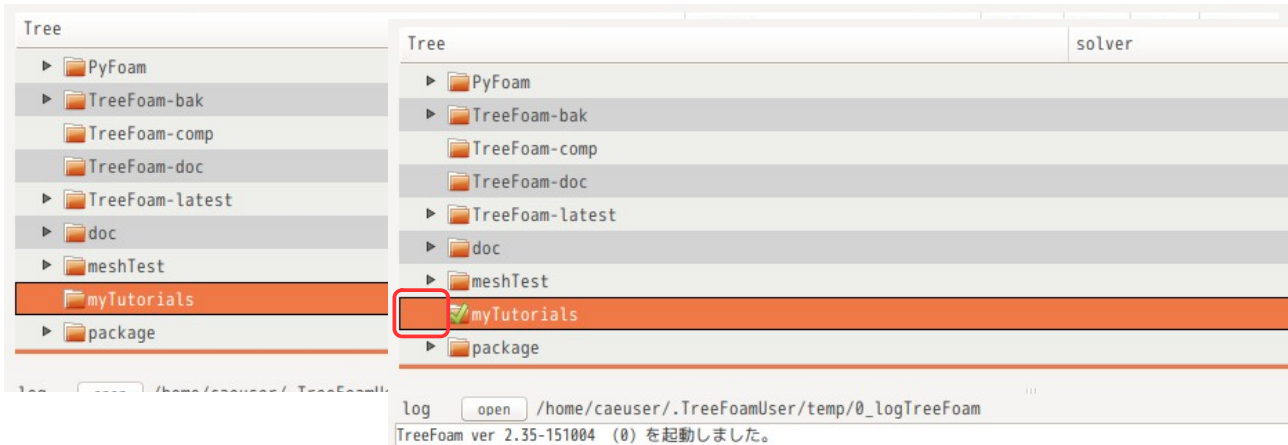 Tree
PyFoam
TreeFoam-bak
TreeFoam-comp
TreeFoam-doc
TreeFoam-latest
doc
meshTest
myTutorials
package
Tree solver
PyFoam
TreeFoam-bak
TreeFoam-comp
TreeFoam-doc
TreeFoam-latest
doc
meshTest
myTutorials
package
log open /home/caeuser/.TreeFoamUser/temp/0_logTreeFoam
TreeFoam ver 2.35-151004 (0) を起動しました。